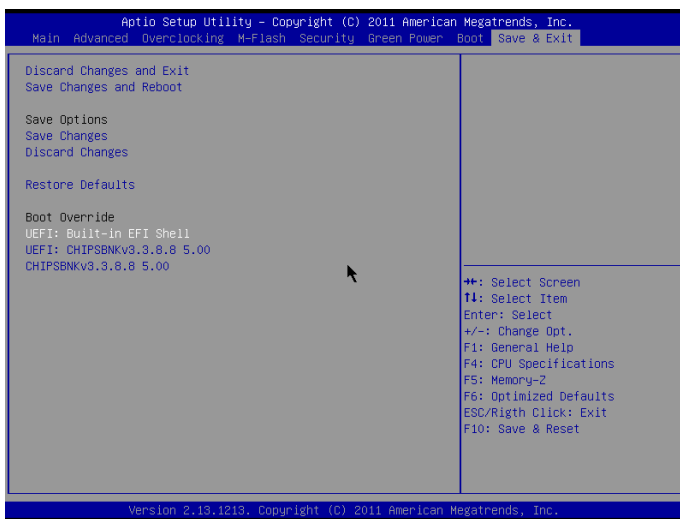 Aptio Setup Utility - Copyright (C) 2011 American Megatrends, Inc.
Main Advanced Overclocking M-Flash Security Green Power Boot Save & Exit
Discard Changes and Exit
Save Changes and Reboot
Save Options
Save Changes
Discard Changes
Restore Defaults
Boot Override
UEFI: Built-in EFI Shell
UEFI: CHIPSBNKv3.3.8.8 5.00
CHIPSBNKv3.3.8.8 5.00
→←: Select Screen
↑↓: Select Item
Enter: Select
+/-: Change Opt.
F1: General Help
F4: CPU Specifications
F5: Memory-Z
F6: Optimized Defaults
ESC/Rigth Click: Exit
F10: Save & Reset
Version 2.13.1213. Copyright (C) 2011 American Megatrends, Inc.